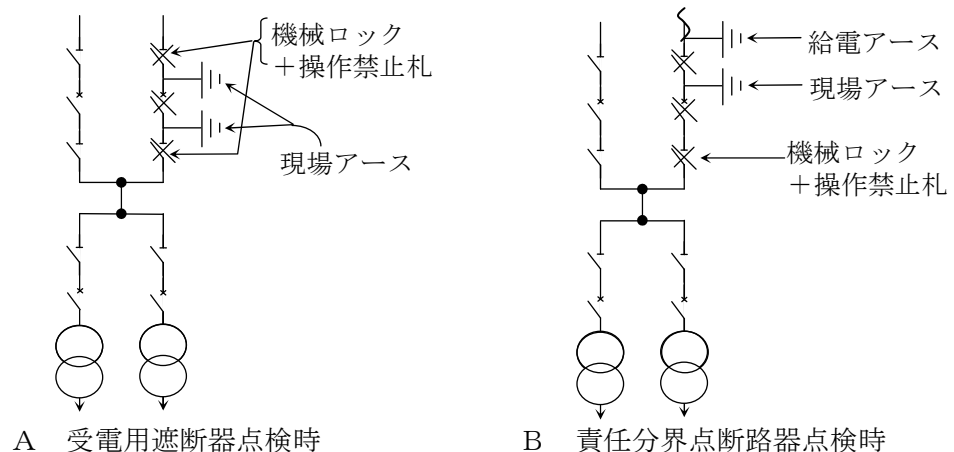 機械ロック
+操作禁止札
現場アース
A 受電用遮断器点検時
給電アース
現場アース
機械ロック
+操作禁止札
B 責任分界点断路器点検時